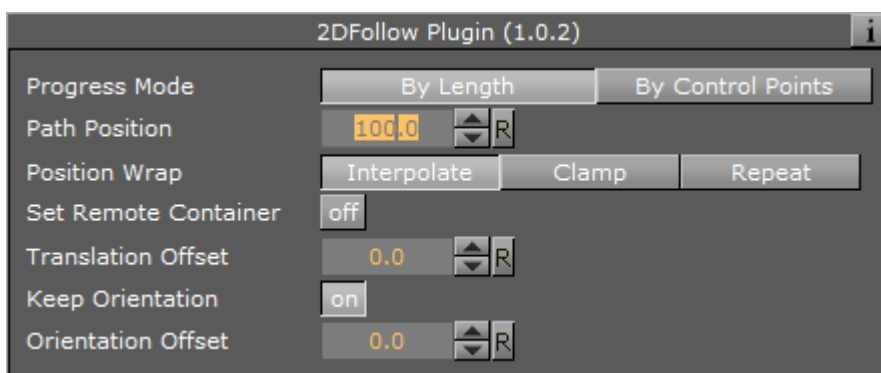 2DFollow Plugin (1.0.2) i
Progress Mode By Length By Control Points
Path Position 100.0 R
Position Wrap Interpolate Clamp Repeat
Set Remote Container off
Translation Offset 0.0 R
Keep Orientation on
Orientation Offset 0.0 R